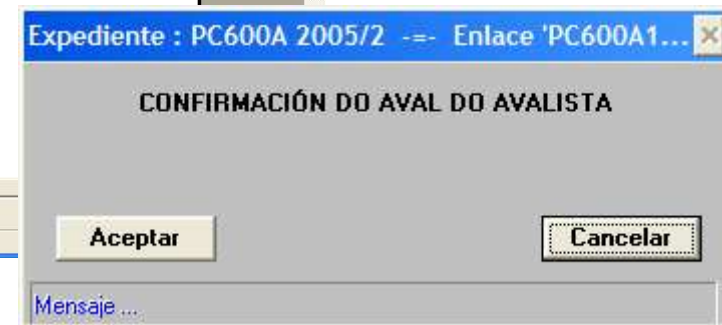 Expediente : PC600A 2005/2 -=- Enlace 'PC600A1...
CONFIRMACIÓN DO AVAL DO AVALISTA
Aceptar
Cancelar
Mensaje ...